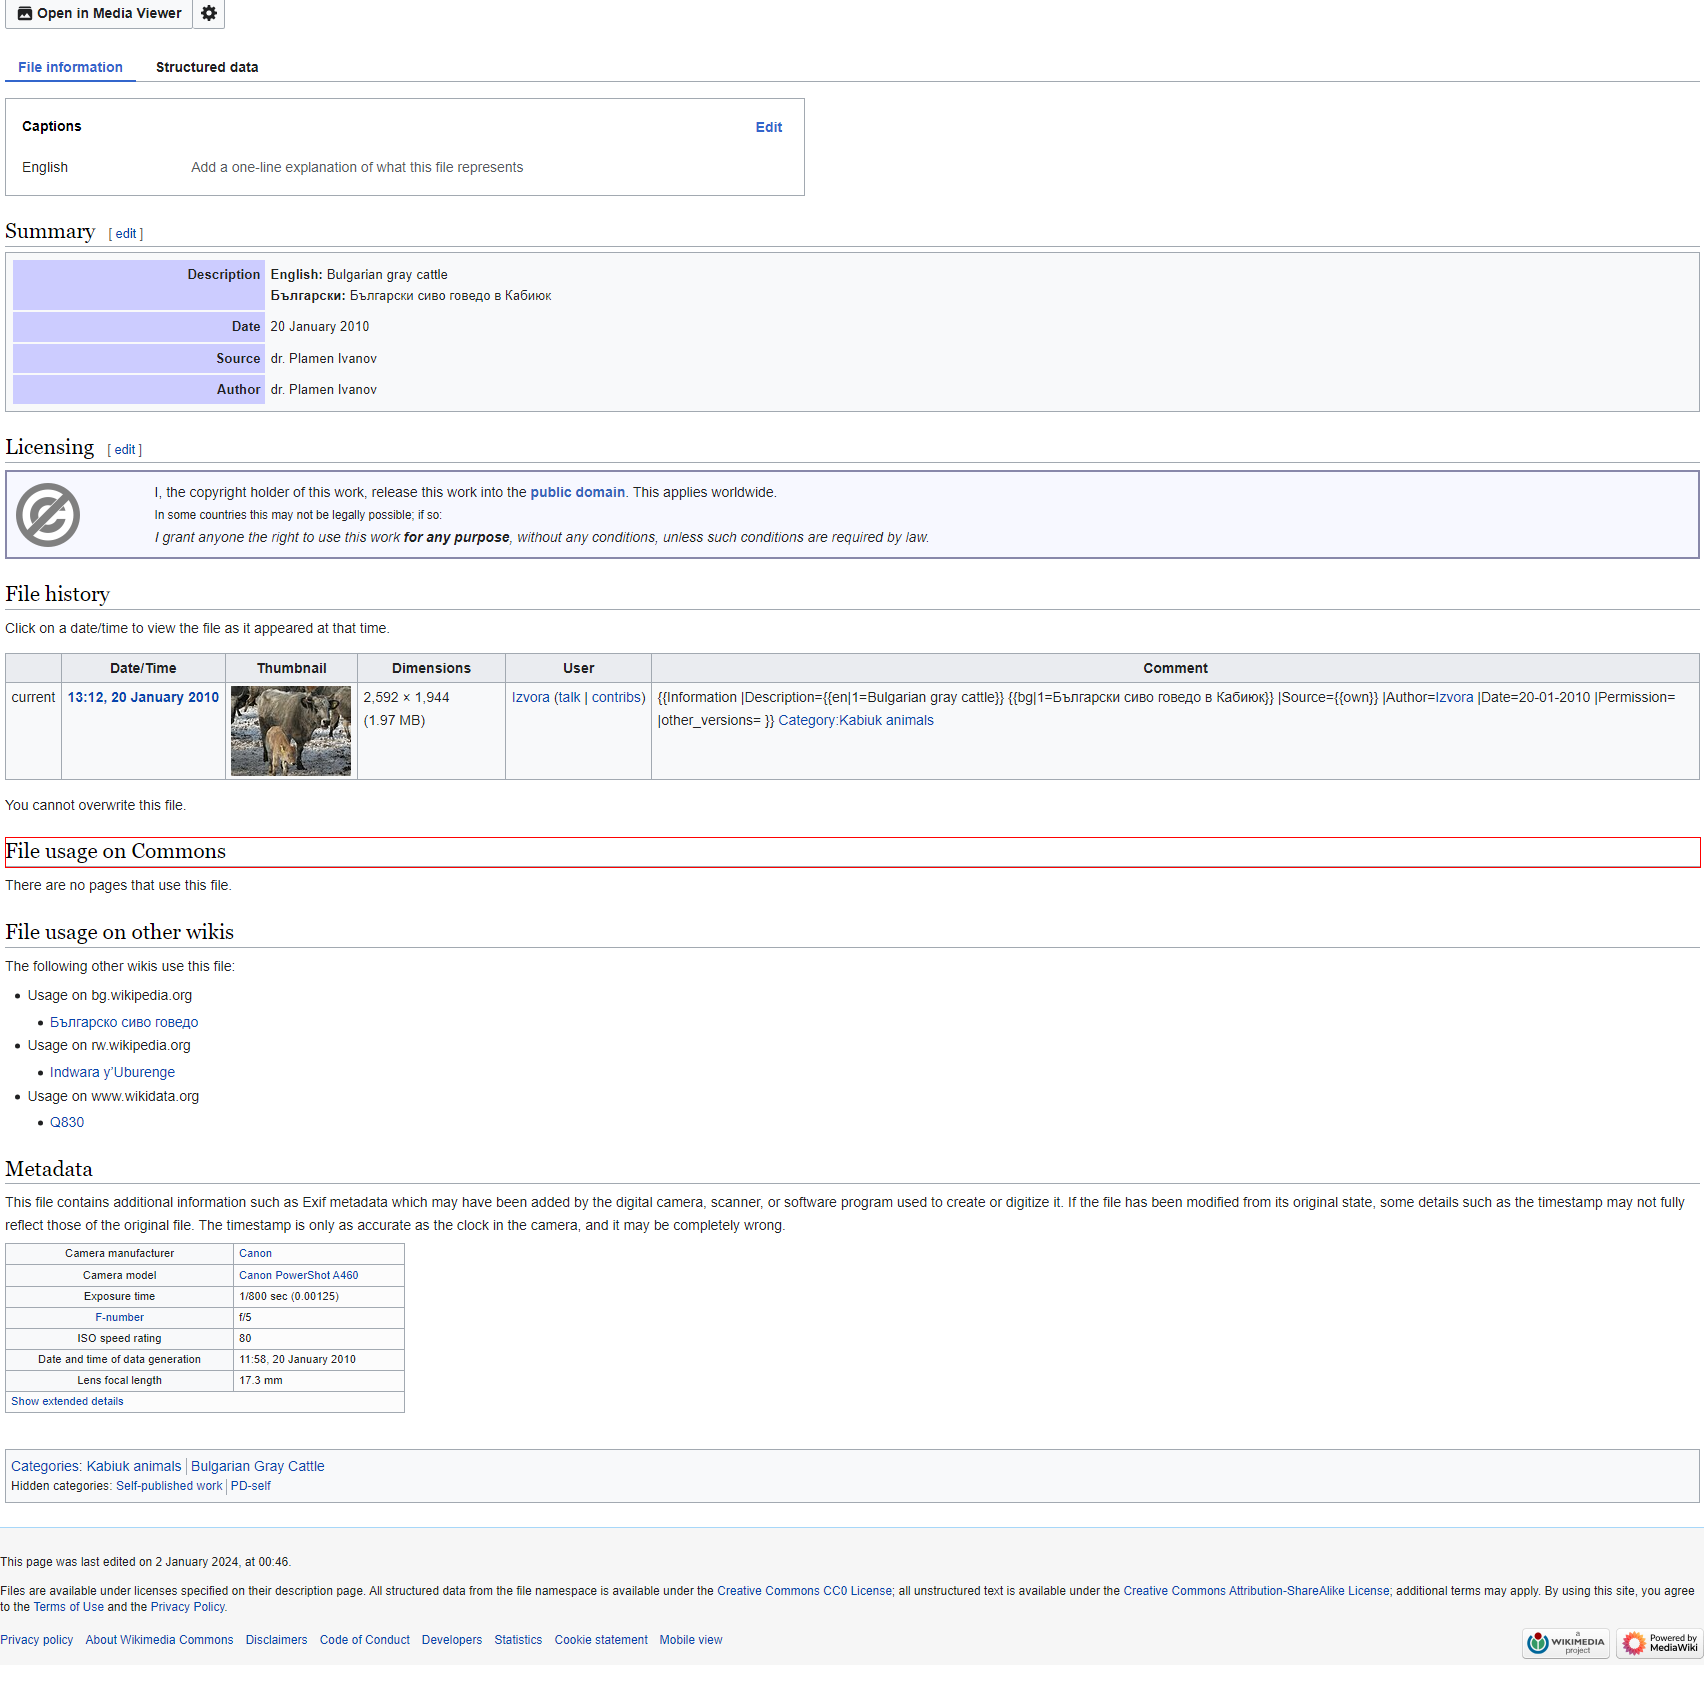 Open in Media Viewer
File information Structured data
Captions Edit
English Add a one-line explanation of what this file represents
Summary [ edit ]
Description English: Bulgarian gray cattle
Български: Български сиво говедо в Кабиюк
Date 20 January 2010
Source dr. Plamen Ivanov
Author dr. Plamen Ivanov
Licensing [ edit ]
I, the copyright holder of this work, release this work into the public domain. This applies worldwide.
In some countries this may not be legally possible; if so:
I grant anyone the right to use this work for any purpose, without any conditions, unless such conditions are required by law.
File history
Click on a date/time to view the file as it appeared at that time.
Date/Time Thumbnail Dimensions User Comment
current 13:12, 20 January 2010 2,592 × 1,944 Izvora (talk | contribs) {{Information |Description={{en|1=Bulgarian gray cattle}} {{bg|1=Български сиво говедо в Кабиюк}} |Source={{own}} |Author=Izvora |Date=20-01-2010 |Permission=
(1.97 MB) |other_versions= }} Category:Kabiuk animals
You cannot overwrite this file.
File usage on Commons
There are no pages that use this file.
File usage on other wikis
The following other wikis use this file:
• Usage on bg.wikipedia.org
• Българско сиво говедо
• Usage on rw.wikipedia.org
• Indwara y'Uburenge
• Usage on www.wikidata.org
• Q830
Metadata
This file contains additional information such as Exif metadata which may have been added by the digital camera, scanner, or software program used to create or digitize it. If the file has been modified from its original state, some details such as the timestamp may not fully
reflect those of the original file. The timestamp is only as accurate as the clock in the camera, and it may be completely wrong.
Camera manufacturer Canon
Camera model Canon PowerShot A460
Exposure time 1/800 sec (0.00125)
F-number f/5
ISO speed rating 80
Date and time of data generation 11:58, 20 January 2010
Lens focal length 17.3 mm
Show extended details
Categories: Kabiuk animals Bulgarian Gray Cattle
Hidden categories: Self-published work PD-self
This page was last edited on 2 January 2024, at 00:46.
Files are available under licenses specified on their description page. All structured data from the file namespace is available under the Creative Commons CC0 License; all unstructured text is available under the Creative Commons Attribution-ShareAlike License; additional terms may apply. By using this site, you agree
to the Terms of Use and the Privacy Policy.
Privacy policy About Wikimedia Commons Disclaimers Code of Conduct Developers Statistics Cookie statement Mobile view
a
WIKIMEDIA
project
Powered by
MediaWiki